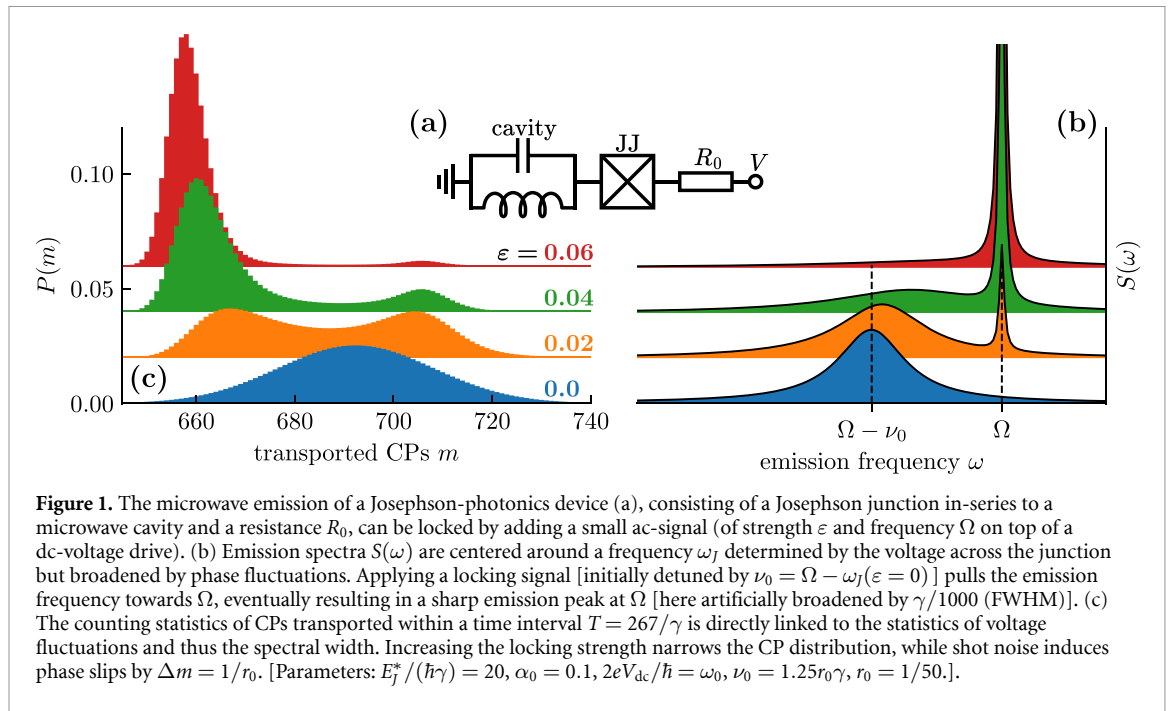 (a)
(b)
cavity
JJ
R₀
V
0.10
0.05
0.00
P(m)
ε = 0.06
0.04
0.02
0.0
(c)
660
680
700
720
740
transported CPs m
S(ω)
Ω − ν₀
Ω
emission frequency ω
Figure 1. The microwave emission of a Josephson-photonics device (a), consisting of a Josephson junction in-series to a
microwave cavity and a resistance R₀, can be locked by adding a small ac-signal (of strength ε and frequency Ω on top of a
dc-voltage drive). (b) Emission spectra S(ω) are centered around a frequency ω_J determined by the voltage across the junction
but broadened by phase fluctuations. Applying a locking signal [initially detuned by ν₀ = Ω − ω_J(ε = 0) ] pulls the emission
frequency towards Ω, eventually resulting in a sharp emission peak at Ω [here artificially broadened by γ/1000 (FWHM)]. (c)
The counting statistics of CPs transported within a time interval T = 267/γ is directly linked to the statistics of voltage
fluctuations and thus the spectral width. Increasing the locking strength narrows the CP distribution, while shot noise induces
phase slips by Δm = 1/r₀. [Parameters: E*_J/(ħγ) = 20, α₀ = 0.1, 2eV_dc/ħ = ω₀, ν₀ = 1.25r₀γ, r₀ = 1/50.].